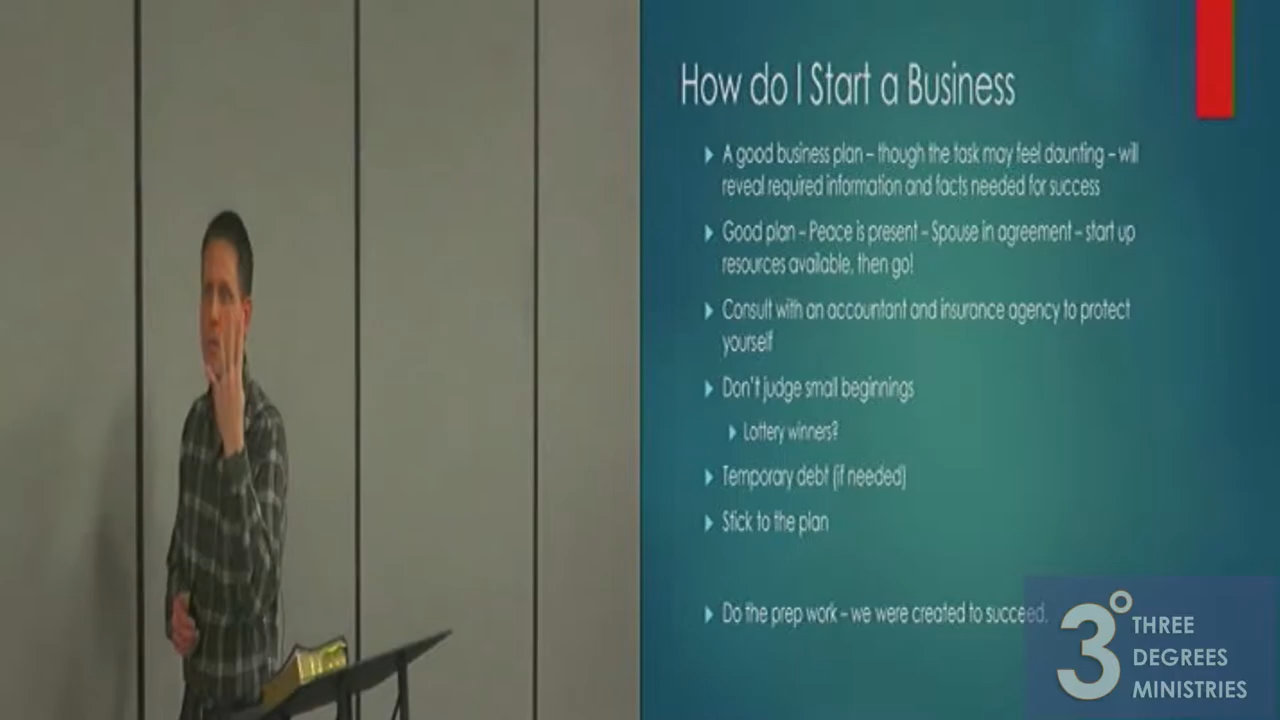 How do I Start a Business
A good business plan – though the task may feel daunting – will
reveal required information and facts needed for success
Good plan – Peace is present – Spouse in agreement – start up
resources available, then go!
Consult with an accountant and insurance agency to protect
yourself
Don't judge small beginnings
Lottery winners?
Temporary debt (if needed)
Stick to the plan
Do the prep work – we were created to succeed.
3° THREE
DEGREES
MINISTRIES